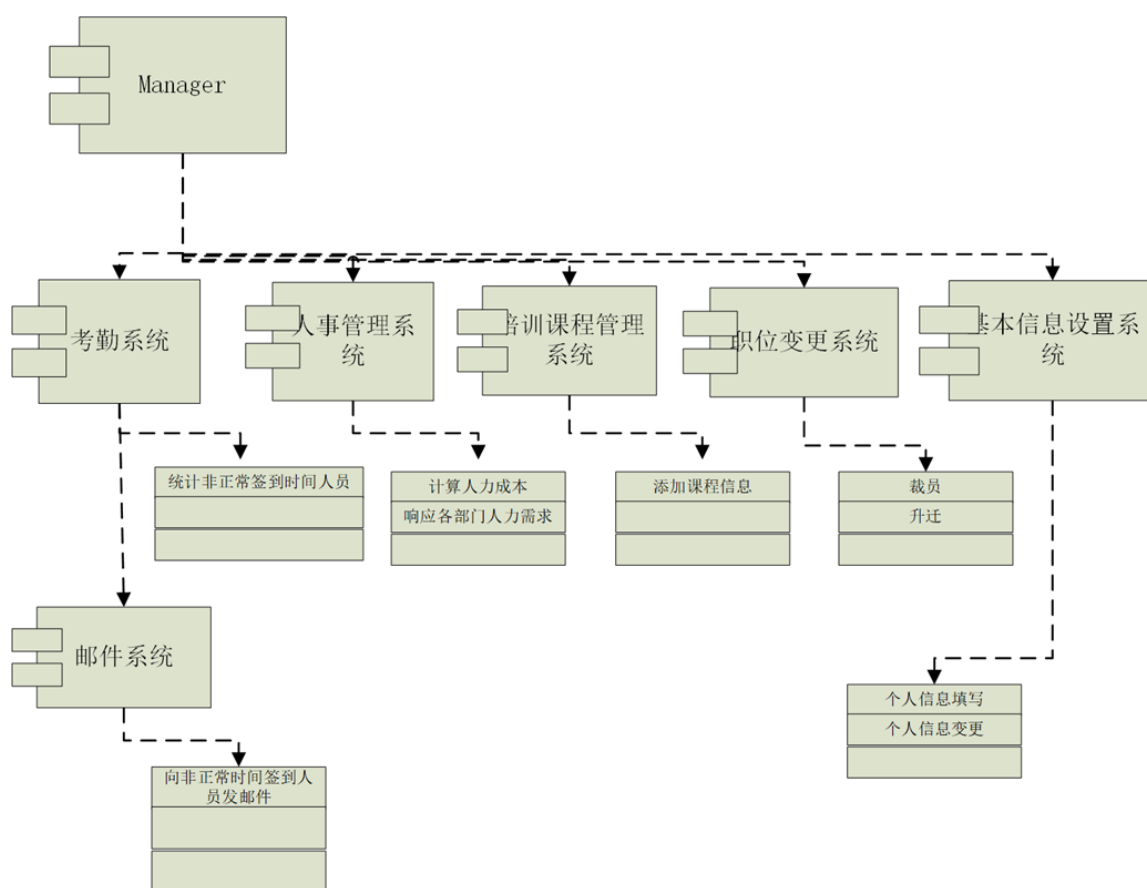 Manager
考勤系统
人事管理系
统
培训课程管理
系统
职位变更系统
基本信息设置系
统
统计非正常签到时间人员
计算人力成本
响应各部门人力需求
添加课程信息
裁员
升迁
邮件系统
个人信息填写
个人信息变更
向非正常时间签到人
员发邮件